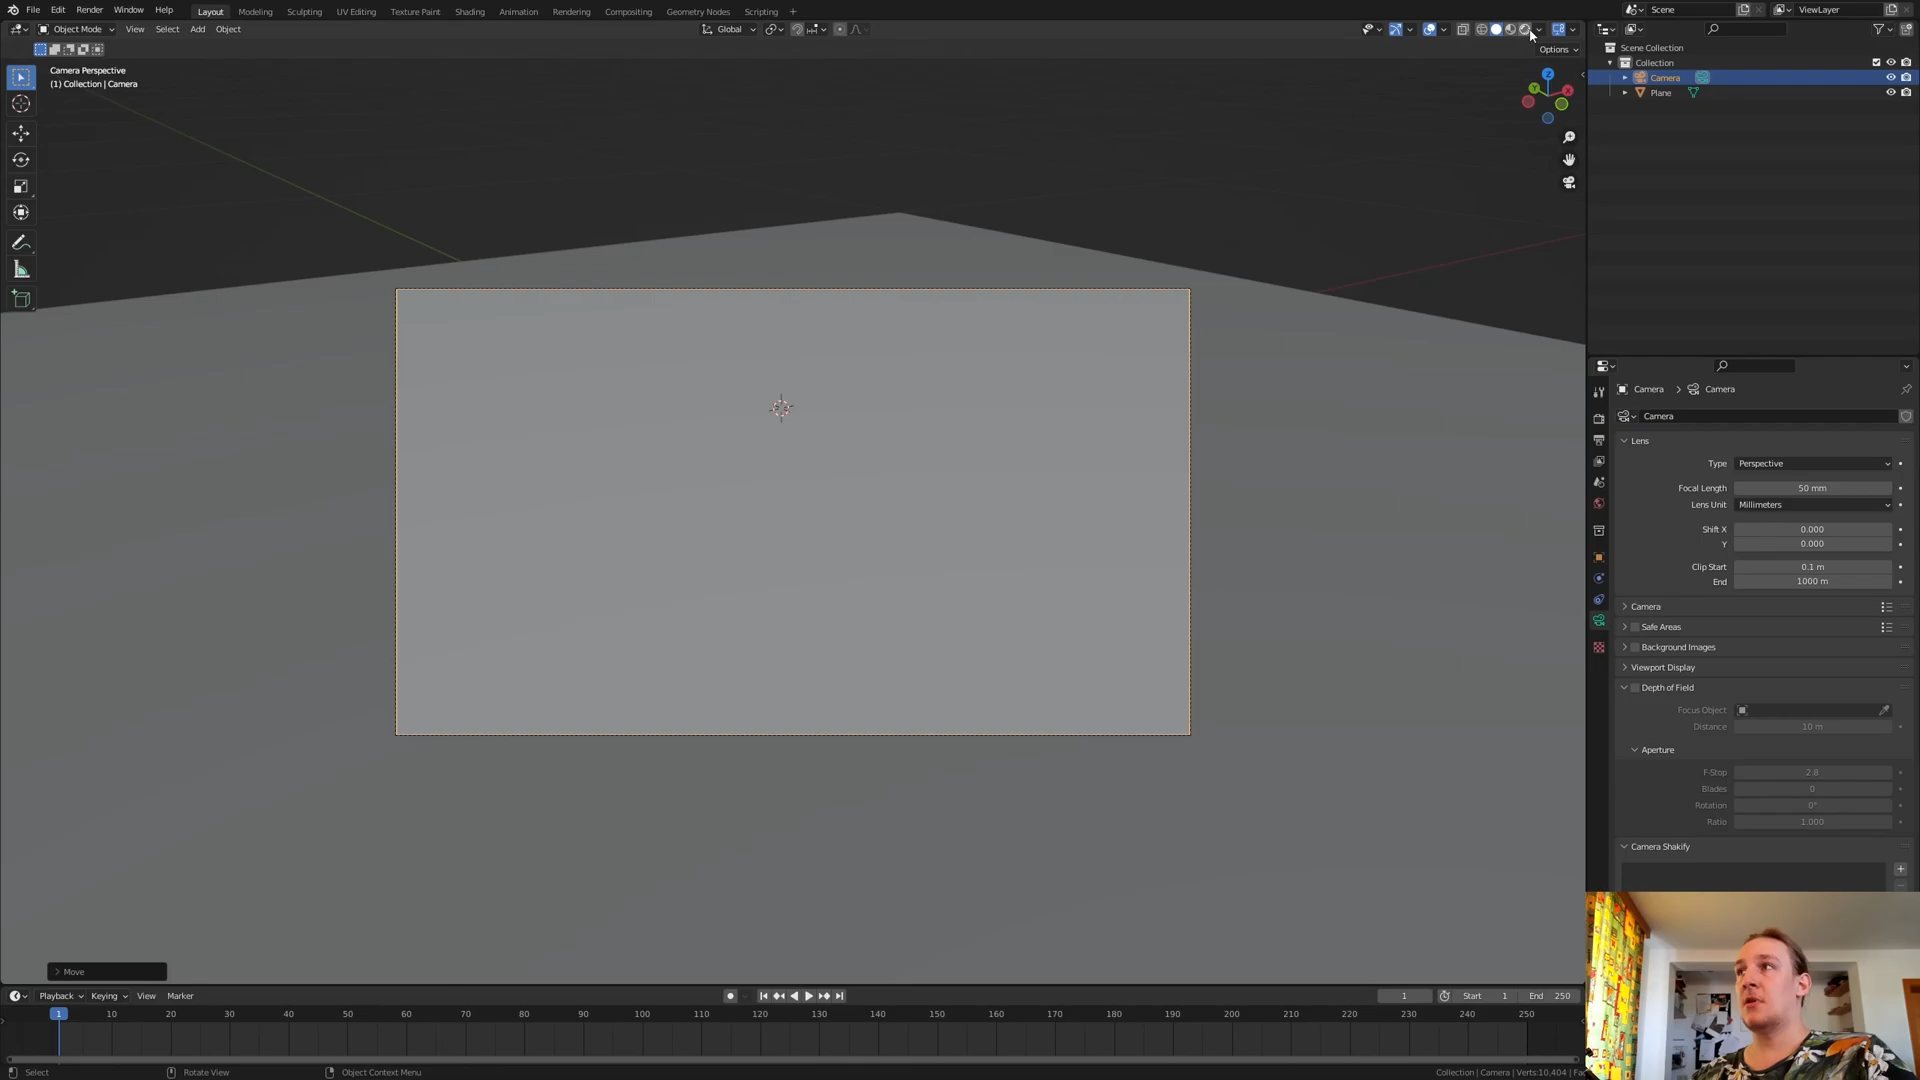 File Edit Render Window Help
Layout Modeling Sculpting UV Editing Texture Paint Shading Animation Rendering Compositing Geometry Nodes Scripting +
Scene
ViewLayer
Object Mode View Select Add Object
Global
Options
Camera Perspective
(1) Collection | Camera
Z
Y
X
Scene Collection
Collection
Camera
Plane
Camera > Camera
Camera
Lens
Type Perspective
Focal Length 50 mm
Lens Unit Millimeters
Shift X 0.000
Y 0.000
Clip Start 0.1 m
End 1000 m
Camera
Safe Areas
Background Images
Viewport Display
Depth of Field
Focus Object
Distance 10 m
Aperture
F-Stop 2.8
Blades 0
Rotation 0°
Ratio 1.000
Camera Shakify
Move
Playback Keying View Marker
1 Start 1 End 250
1 10 20 30 40 50 60 70 80 90 100 110 120 130 140 150 160 170 180 190 200 210 220 230 240 250
Select Rotate View Object Context Menu
Collection | Camera | Verts:10,404 | Fac